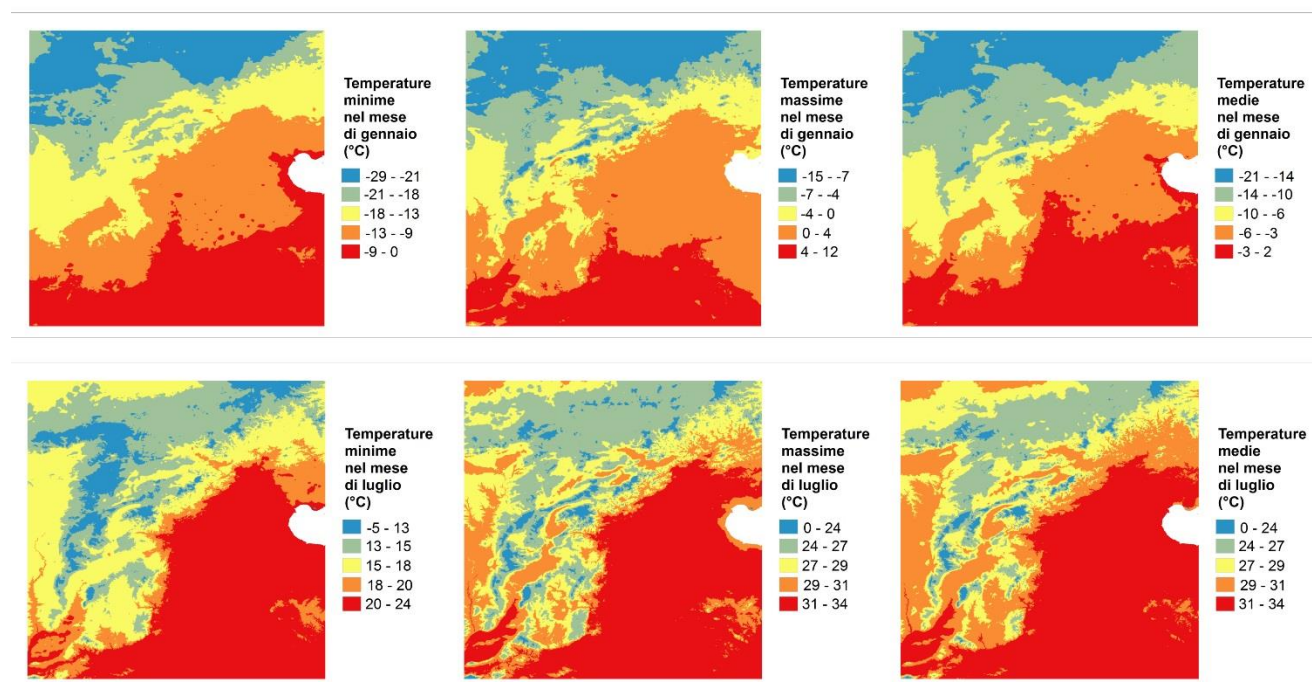 Temperature
minime
nel mese
di gennaio
(°C)
-29 - -21
-21 - -18
-18 - -13
-13 - -9
-9 - 0
Temperature
massime
nel mese
di gennaio
(°C)
-15 - -7
-7 - -4
-4 - 0
0 - 4
4 - 12
Temperature
medie
nel mese
di gennaio
(°C)
-21 - -14
-14 - -10
-10 - -6
-6 - -3
-3 - 2
Temperature
minime
nel mese
di luglio
(°C)
-5 - 13
13 - 15
15 - 18
18 - 20
20 - 24
Temperature
massime
nel mese
di luglio
(°C)
0 - 24
24 - 27
27 - 29
29 - 31
31 - 34
Temperature
medie
nel mese
di luglio
(°C)
0 - 24
24 - 27
27 - 29
29 - 31
31 - 34